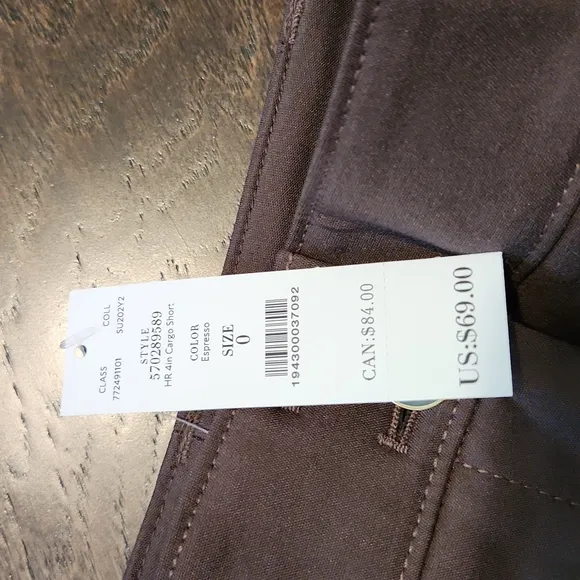 CLASS COLL
772491101 SU202Y2
STYLE
570289589
HR 4in Cargo Short
COLOR
Espresso
SIZE
0
194300037092
CAN:$84.00
US:$69.00